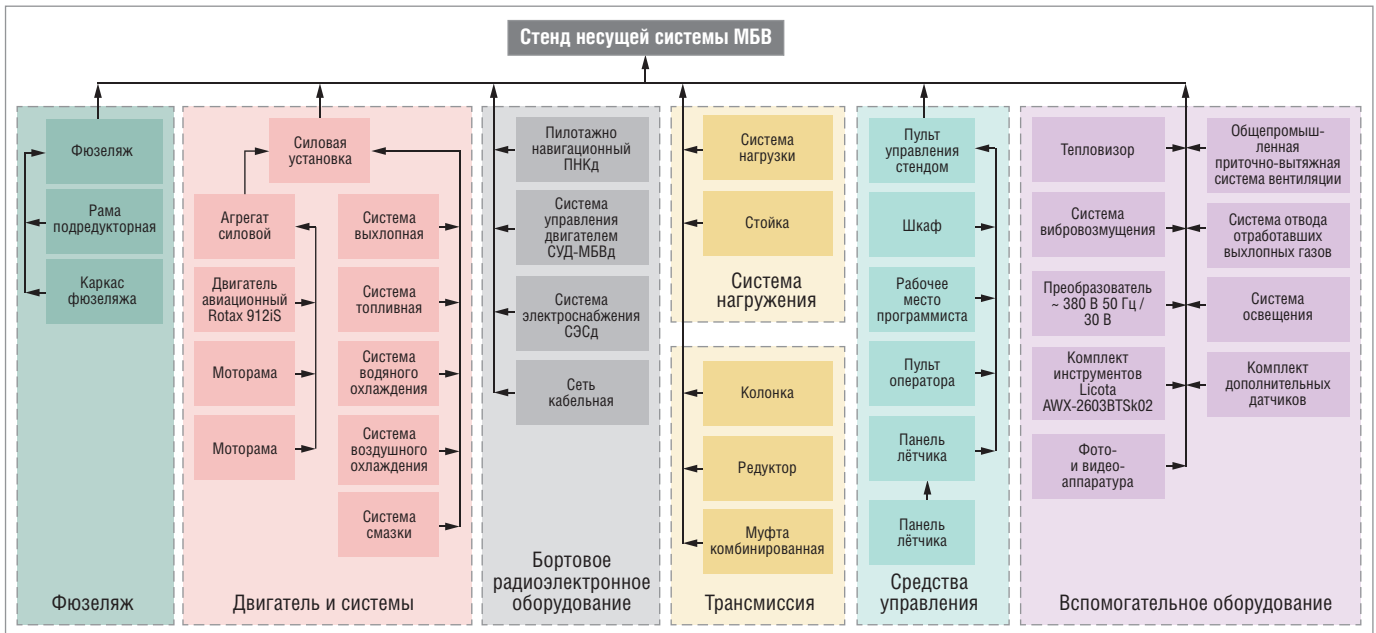 Стенд несущей системы МБВ
Фюзеляж
Рама
подредукторная
Каркас
фюзеляжа
Фюзеляж
Силовая
установка
Агрегат
силовой
Двигатель
авиационный
Rotax 912iS
Моторама
Моторама
Система
выхлопная
Система
топливная
Система
водяного
охлаждения
Система
воздушного
охлаждения
Система
смазки
Двигатель и системы
Пилотажно
навигационный
ПНКд
Система
управления
двигателем
СУД-МБВд
Система
электроснабжения
СЭСд
Сеть
кабельная
Бортовое
радиоэлектронное
оборудование
Система
нагрузки
Стойка
Система
нагружения
Колонка
Редуктор
Муфта
комбинированная
Трансмиссия
Пульт
управления
стендом
Шкаф
Рабочее
место
программиста
Пульт
оператора
Панель
лётчика
Панель
лётчика
Средства
управления
Тепловизор
Система
вибровозмущения
Преобразователь
~ 380 В 50 Гц /
30 В
Комплект
инструментов
Licota
AWX-2603BTSk02
Фото-
и видео-
аппаратура
Общепромыш-
ленная
приточно-вытяжная
система вентиляции
Система отвода
отработавших
выхлопных газов
Система
освещения
Комплект
дополнительных
датчиков
Вспомогательное оборудование